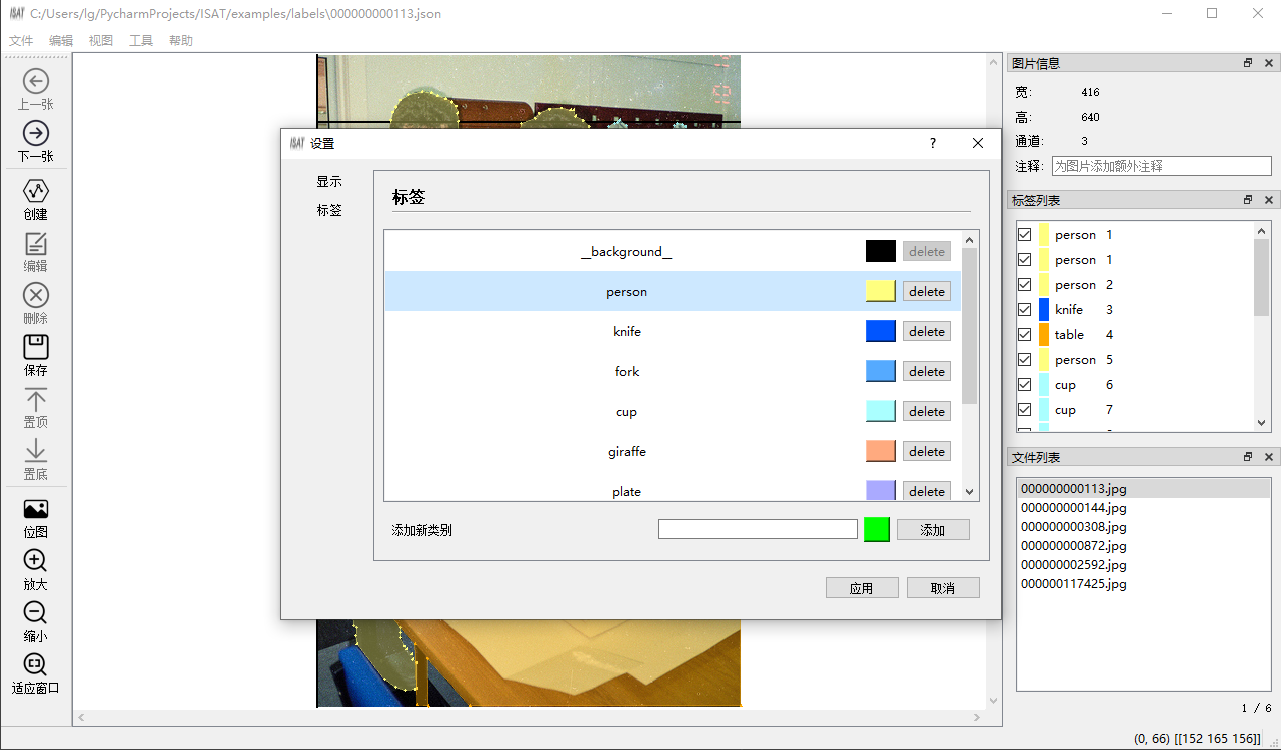 ISAT C:/Users/lg/PycharmProjects/ISAT/examples/labels\000000000113.json
文件 编辑 视图 工具 帮助
上一张
下一张
创建
编辑
删除
保存
置顶
置底
位图
放大
缩小
适应窗口
ISAT 设置
?
显示
标签
标签
__background__ delete
person delete
knife delete
fork delete
cup delete
giraffe delete
plate delete
添加新类别 添加
应用 取消
图片信息
宽: 416
高: 640
通道: 3
注释: 为图片添加额外注释
标签列表
person 1
person 1
person 2
knife 3
table 4
person 5
cup 6
cup 7
文件列表
000000000113.jpg
000000000144.jpg
000000000308.jpg
000000000872.jpg
000000002592.jpg
000000117425.jpg
1 / 6
(0, 66) [[152 165 156]]